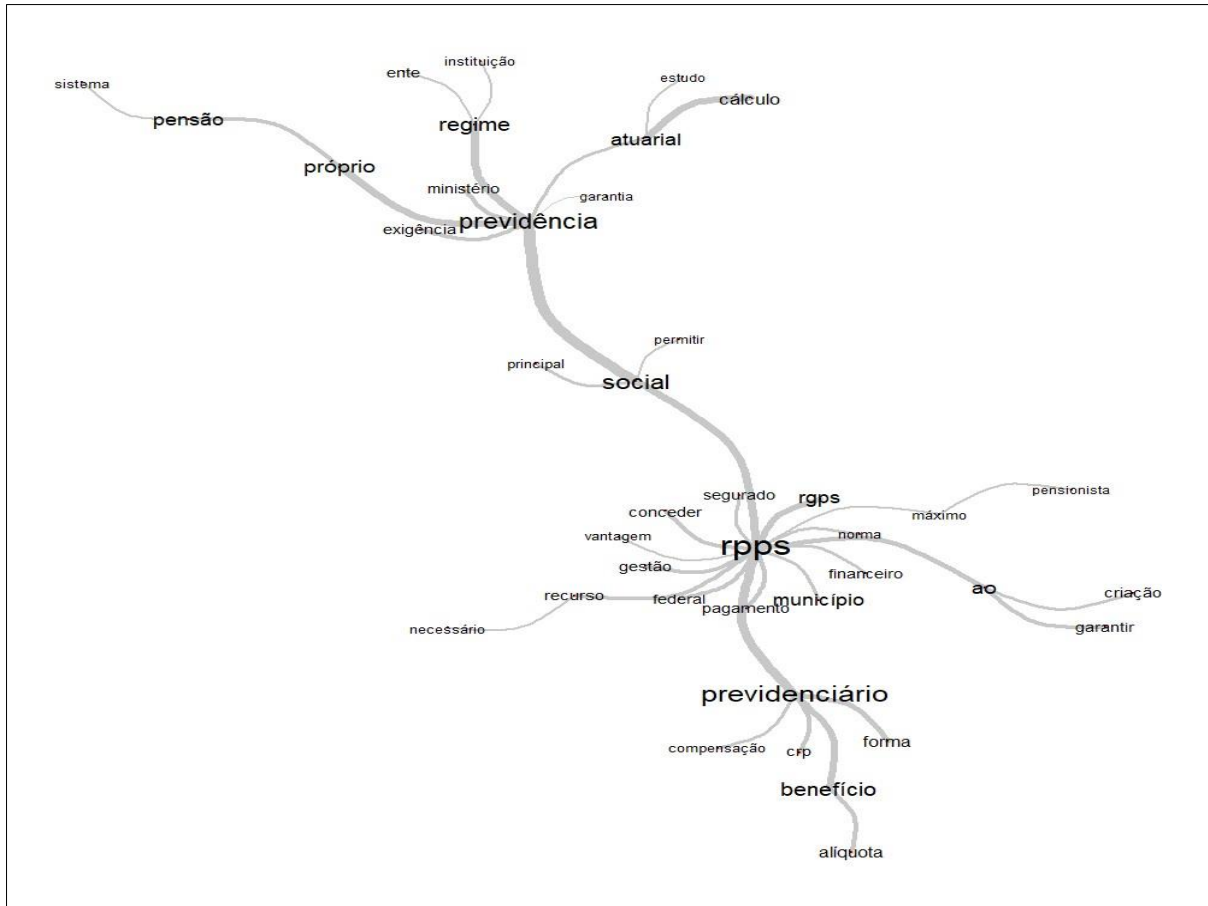 instituição
ente
estudo
sistema
cálculo
pensão
regime
atuarial
próprio
ministério
garantia
previdência
exigência
permitir
principal
social
segurado
rgps
pensionista
conceder
máximo
vantagem
norma
rpps
gestão
financeiro
ao
recurso
federal
município
criação
pagamento
necessário
garantir
previdenciário
forma
compensação
crp
benefício
alíquota